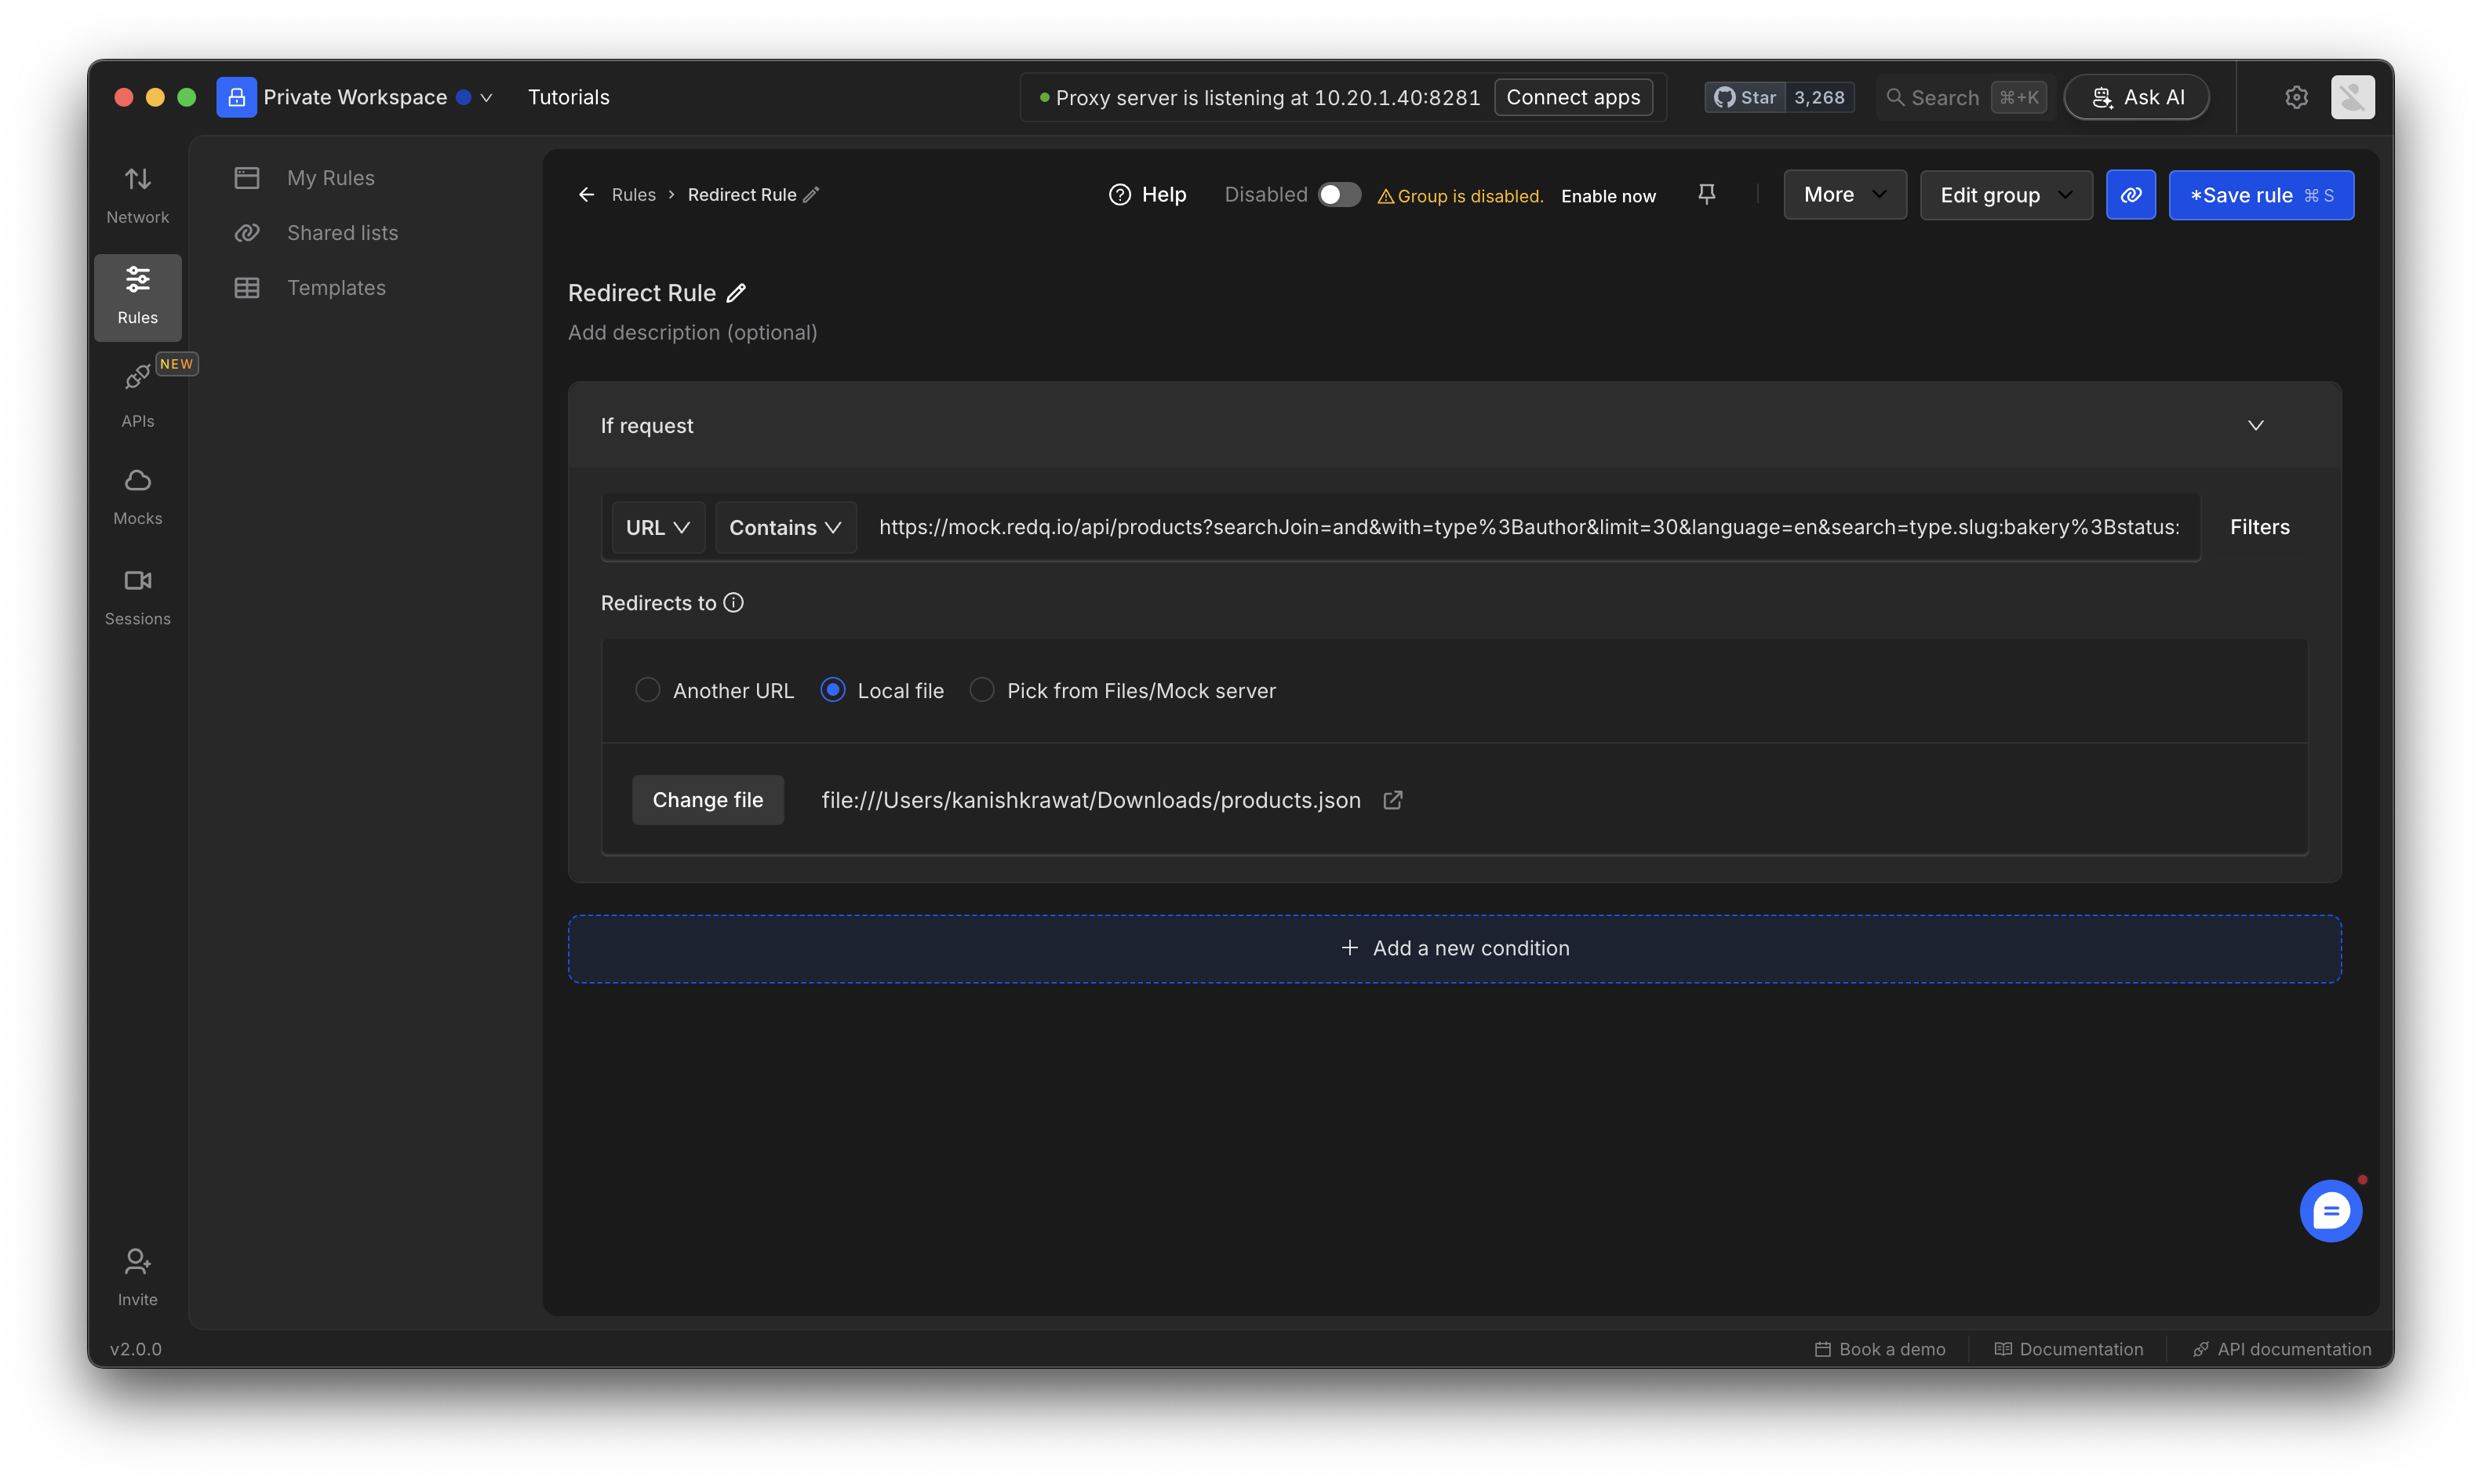 Private Workspace
Tutorials
Proxy server is listening at 10.20.1.40:8281
Connect apps
Star 3,268
Search ⌘+K
Ask AI
Network
Rules
NEW
APIs
Mocks
Sessions
Invite
v2.0.0
My Rules
Shared lists
Templates
Rules > Redirect Rule
Help
Disabled
Group is disabled. Enable now
More
Edit group
*Save rule ⌘ S
Redirect Rule
Add description (optional)
If request
URL Contains https://mock.redq.io/api/products?searchJoin=and&with=type%3Bauthor&limit=30&language=en&search=type.slug:bakery%3Bstatus: Filters
Redirects to
Another URL Local file Pick from Files/Mock server
Change file file:///Users/kanishkrawat/Downloads/products.json
+ Add a new condition
Book a demo
Documentation
API documentation